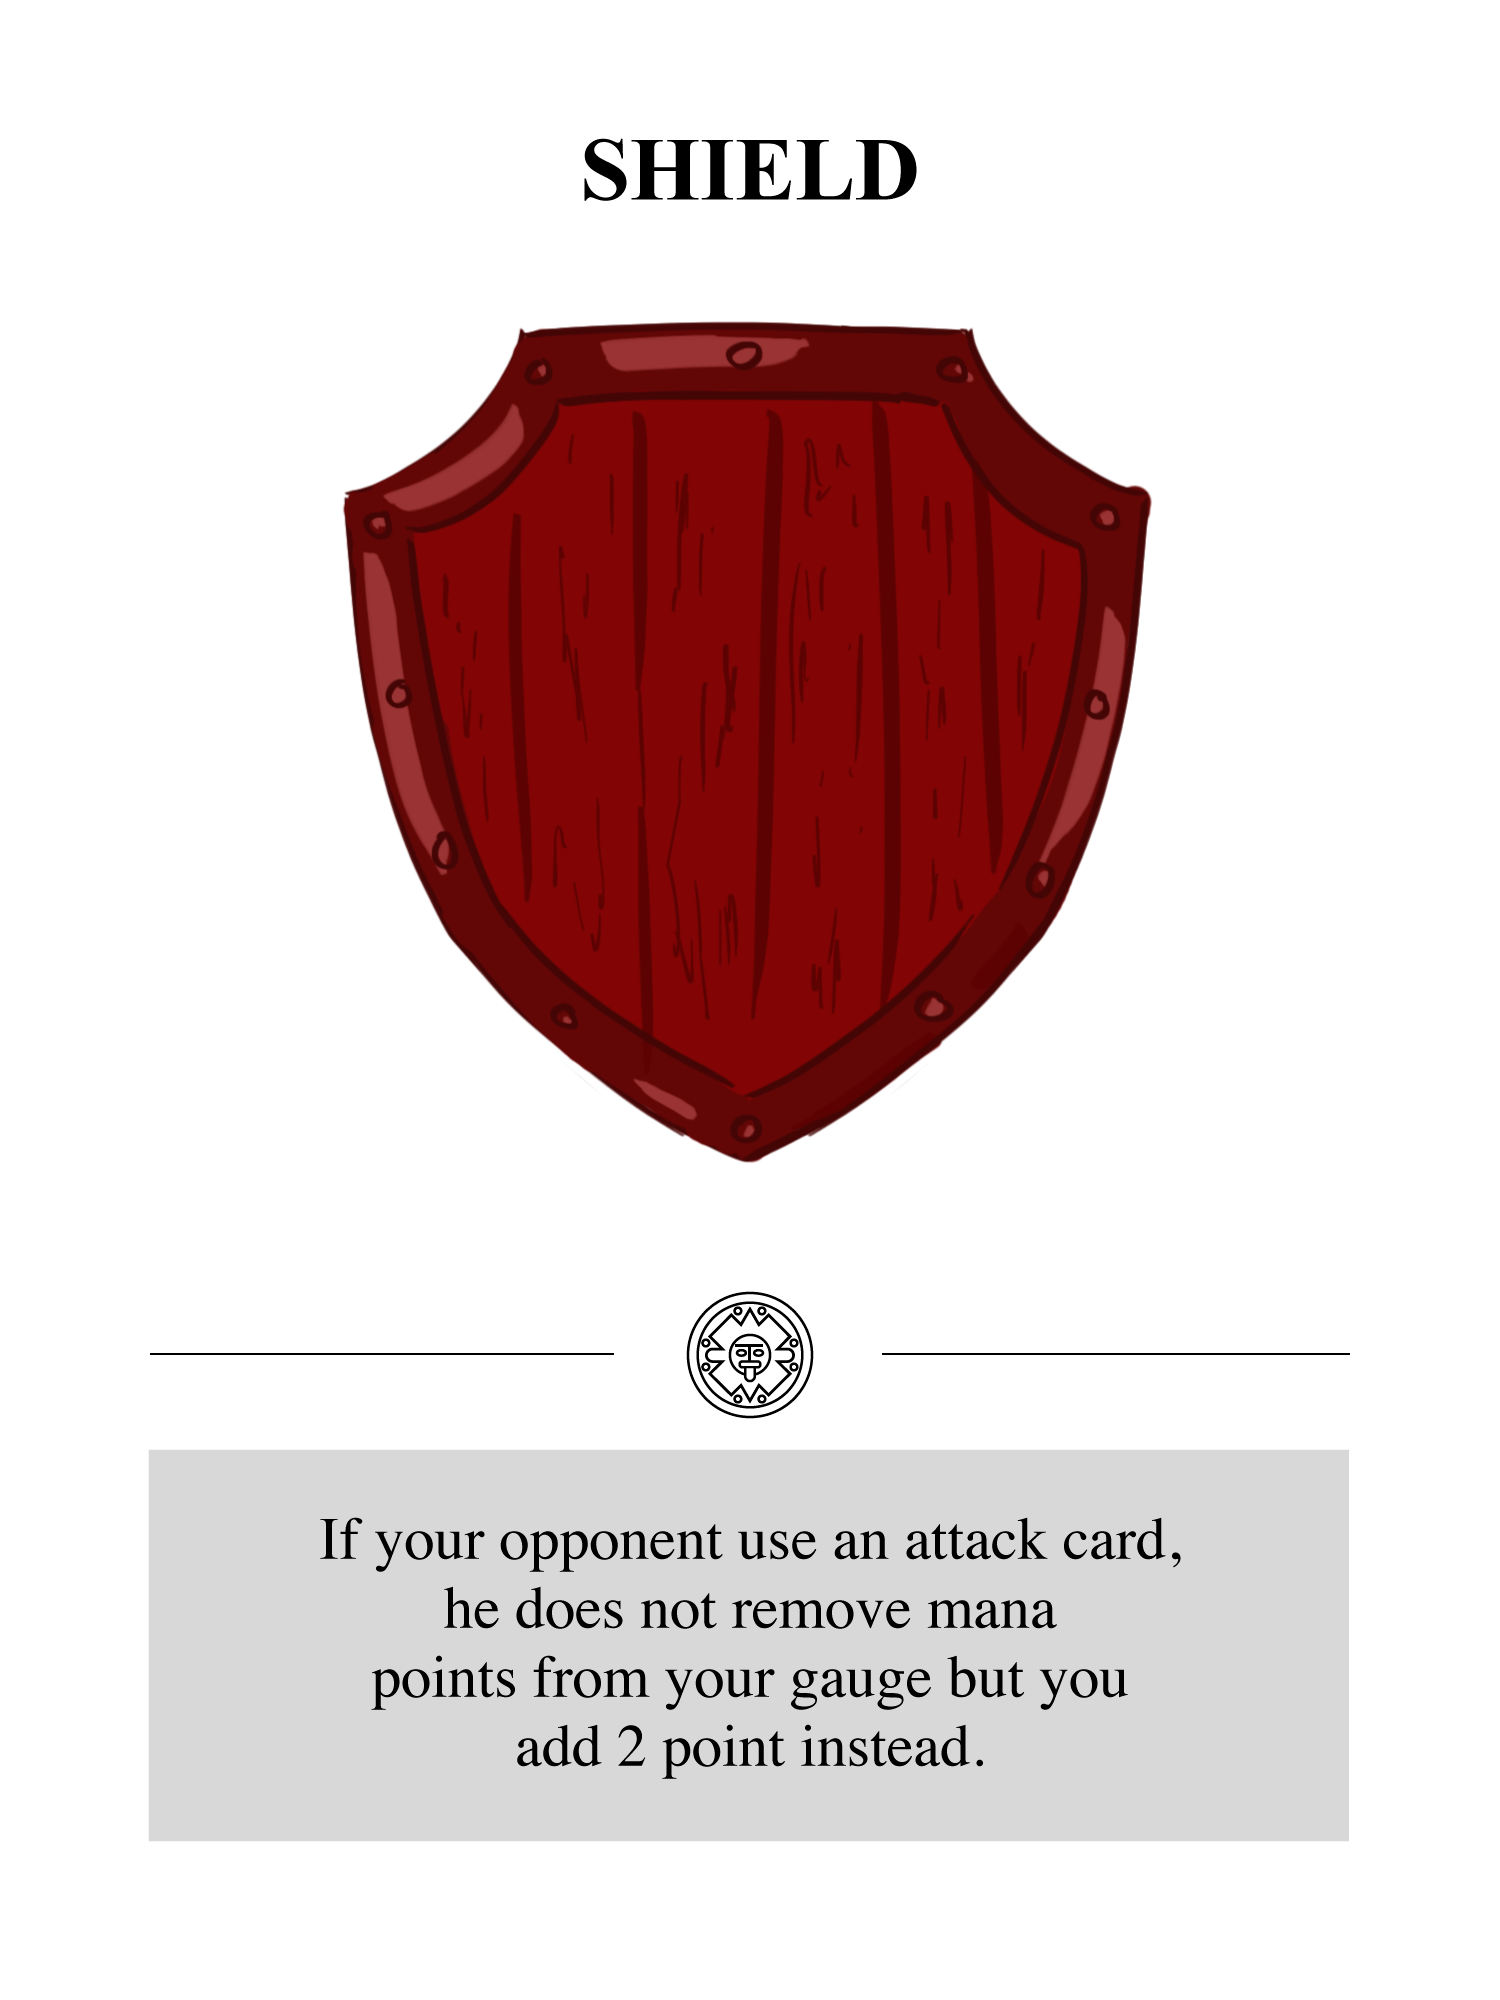 SHIELD
If your opponent use an attack card,
he does not remove mana
points from your gauge but you
add 2 point instead.